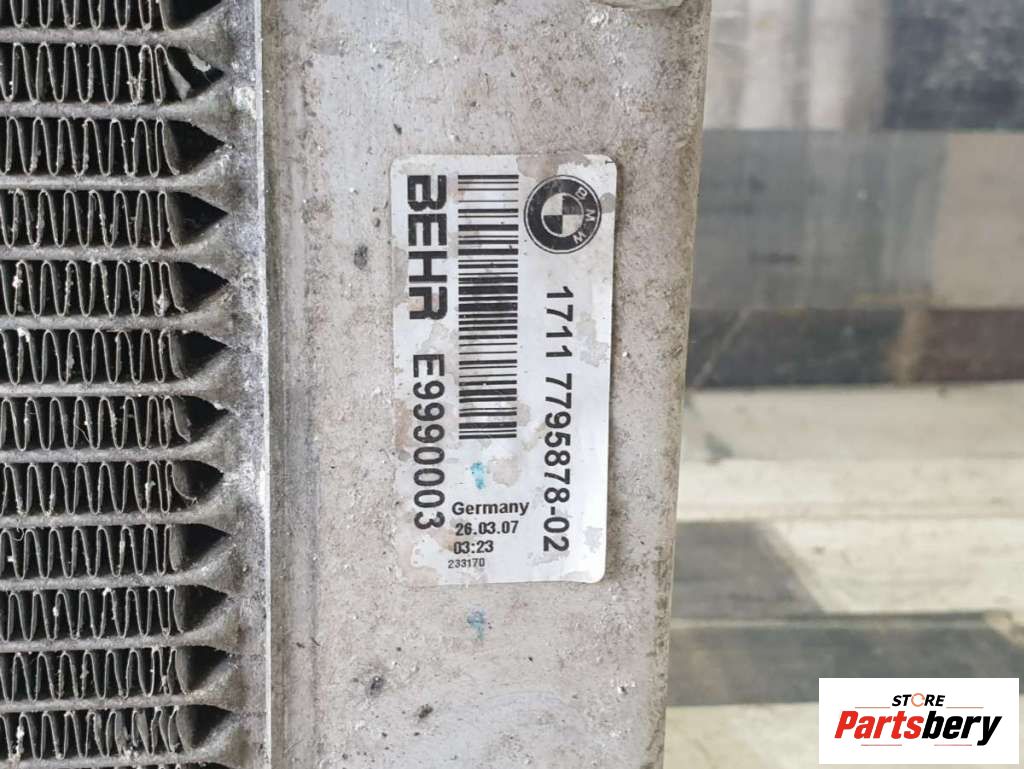 BMW
1711 7795878-02
BEHR E9990003
Germany
26.03.07
03:23
233170
STORE
Partsbery